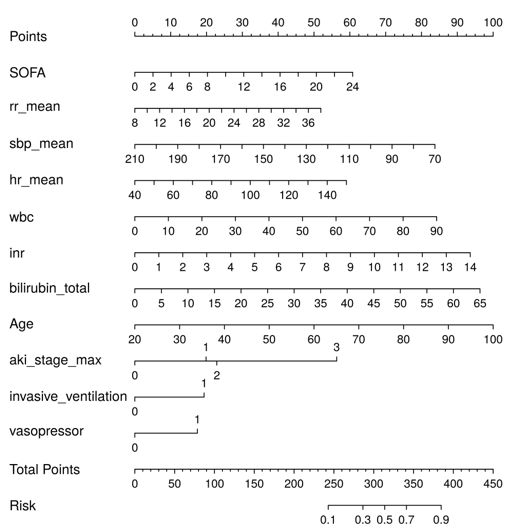 Points 0 10 20 30 40 50 60 70 80 90 100
SOFA 0 2 4 6 8 12 16 20 24
rr_mean 8 12 16 20 24 28 32 36
sbp_mean 210 190 170 150 130 110 90 70
hr_mean 40 60 80 100 120 140
wbc 0 10 20 30 40 50 60 70 80 90
inr 0 1 2 3 4 5 6 7 8 9 10 11 12 13 14
bilirubin_total 0 5 10 15 20 25 30 35 40 45 50 55 60 65
Age 20 30 40 50 60 70 80 90 100
aki_stage_max 0 1 2 3
invasive_ventilation 0 1
vasopressor 0 1
Total Points 0 50 100 150 200 250 300 350 400 450
Risk 0.1 0.3 0.5 0.7 0.9